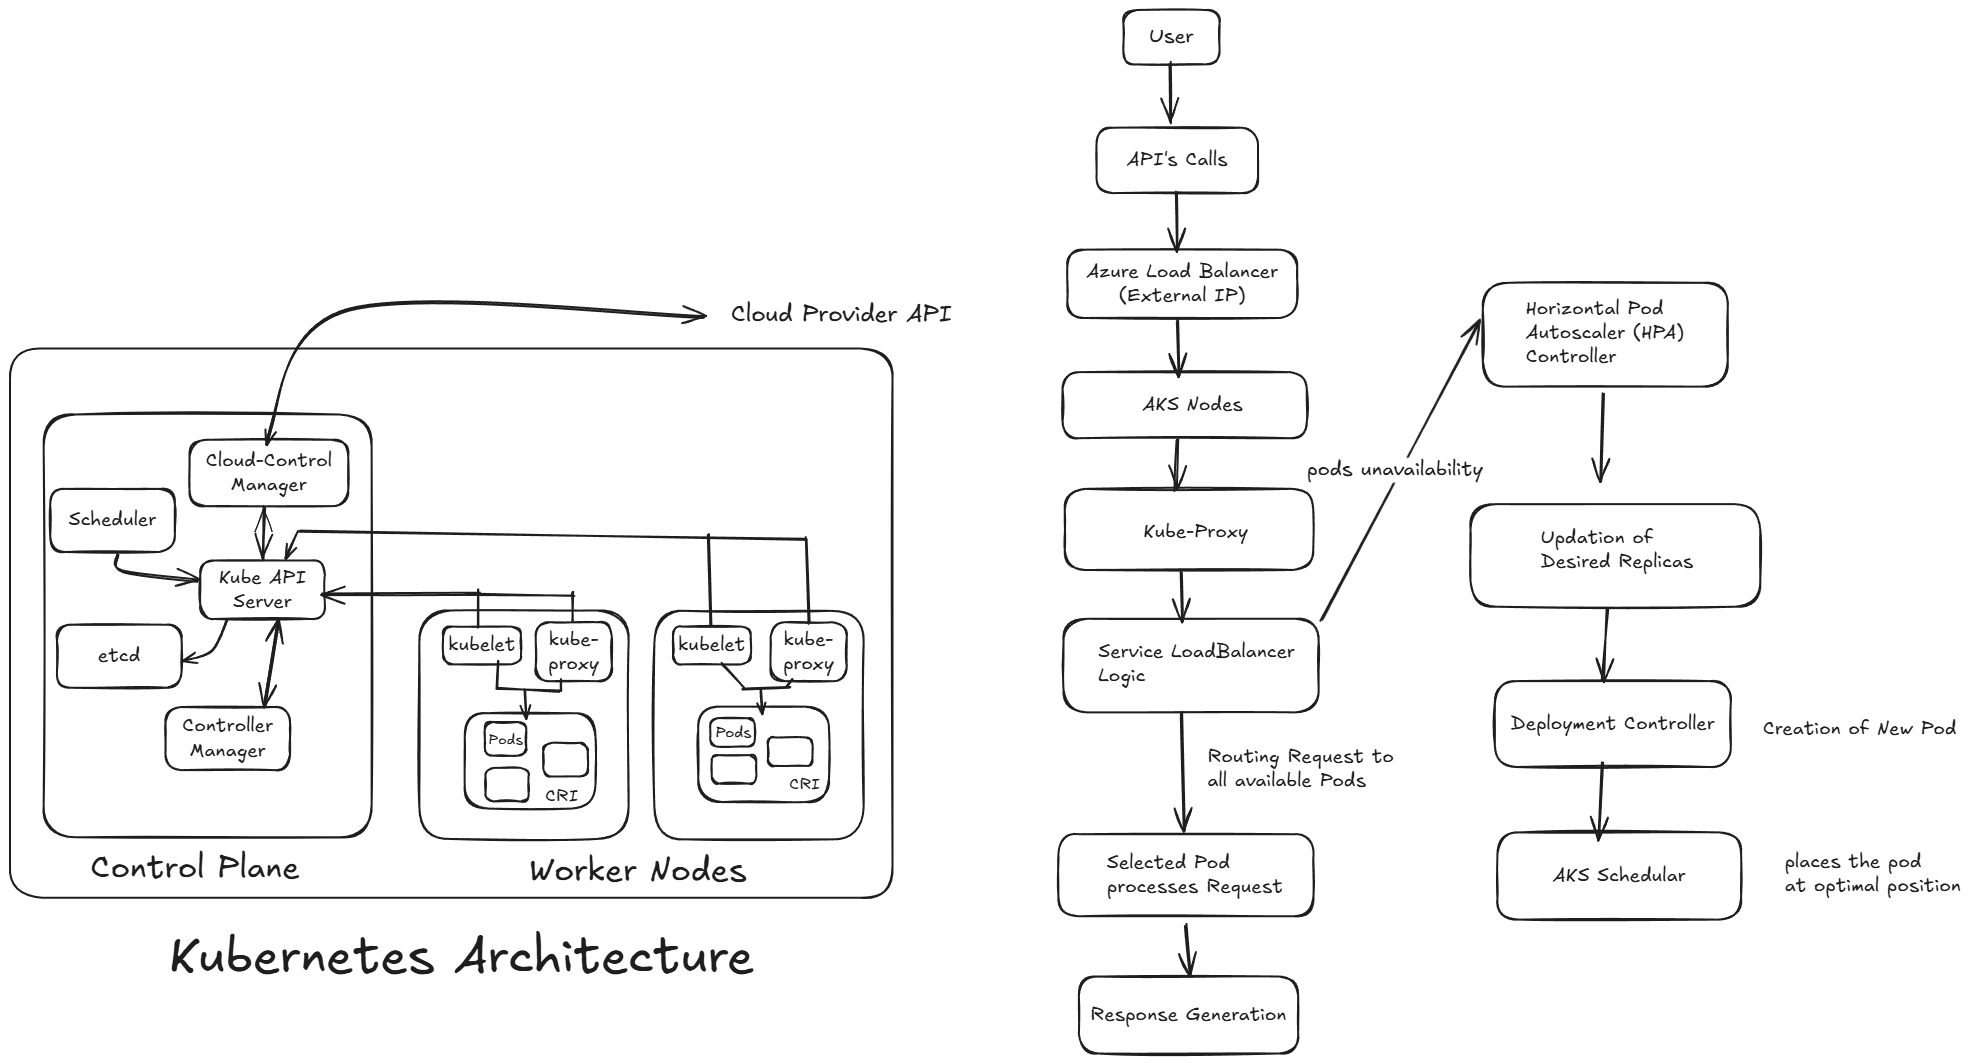 Cloud Provider API
Cloud-Control
Manager
Scheduler
Kube API
Server
etcd
Controller
Manager
kubelet
kube-
proxy
Pods
CRI
kubelet
kube-
proxy
Pods
CRI
Control Plane
Worker Nodes
Kubernetes Architecture
User
API's Calls
Azure Load Balancer
(External IP)
AKS Nodes
Kube-Proxy
Service LoadBalancer
Logic
Routing Request to
all available Pods
Selected Pod
processes Request
Response Generation
pods unavailability
Horizontal Pod
Autoscaler (HPA)
Controller
Updation of
Desired Replicas
Deployment Controller
Creation of New Pod
AKS Schedular
places the pod
at optimal position